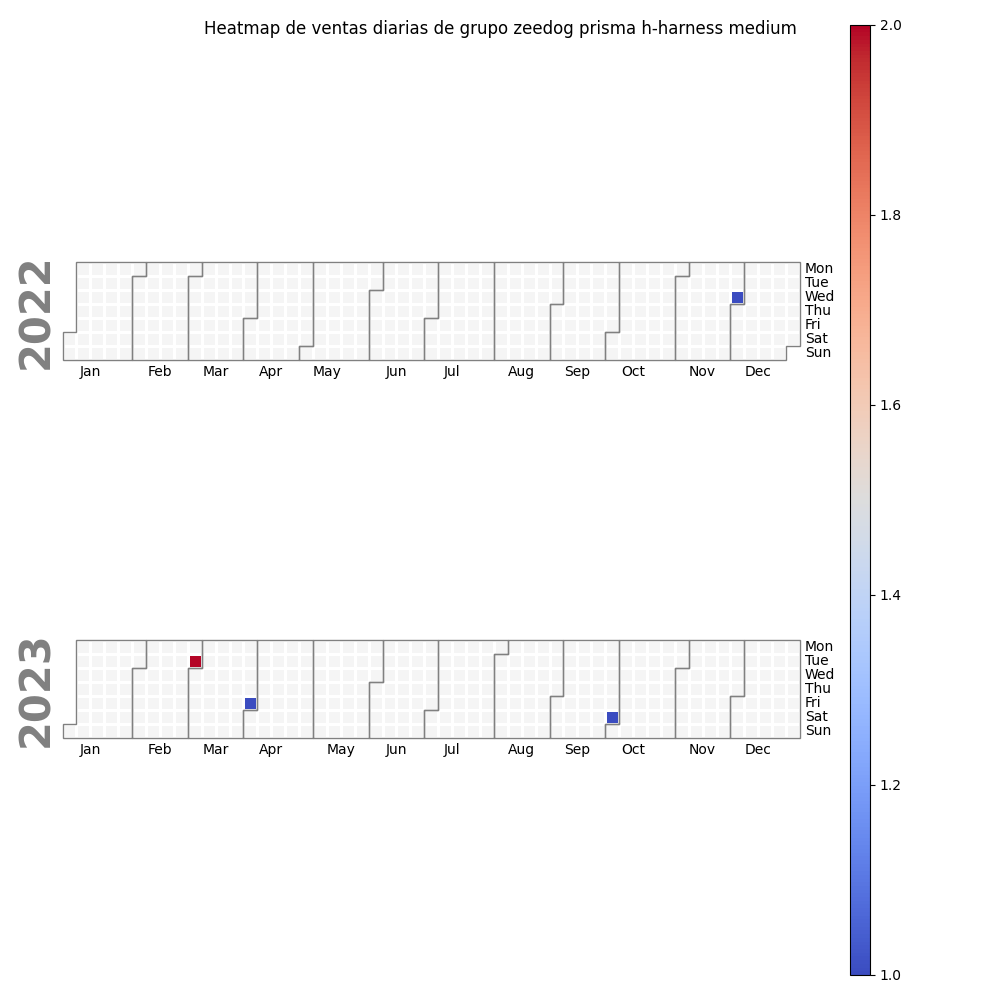 Heatmap de ventas diarias de grupo zeedog prisma h-harness medium
2.0
1.8
1.6
1.4
1.2
1.0
2022
Mon
Tue
Wed
Thu
Fri
Sat
Sun
Jan Feb Mar Apr May Jun Jul Aug Sep Oct Nov Dec
2023
Mon
Tue
Wed
Thu
Fri
Sat
Sun
Jan Feb Mar Apr May Jun Jul Aug Sep Oct Nov Dec